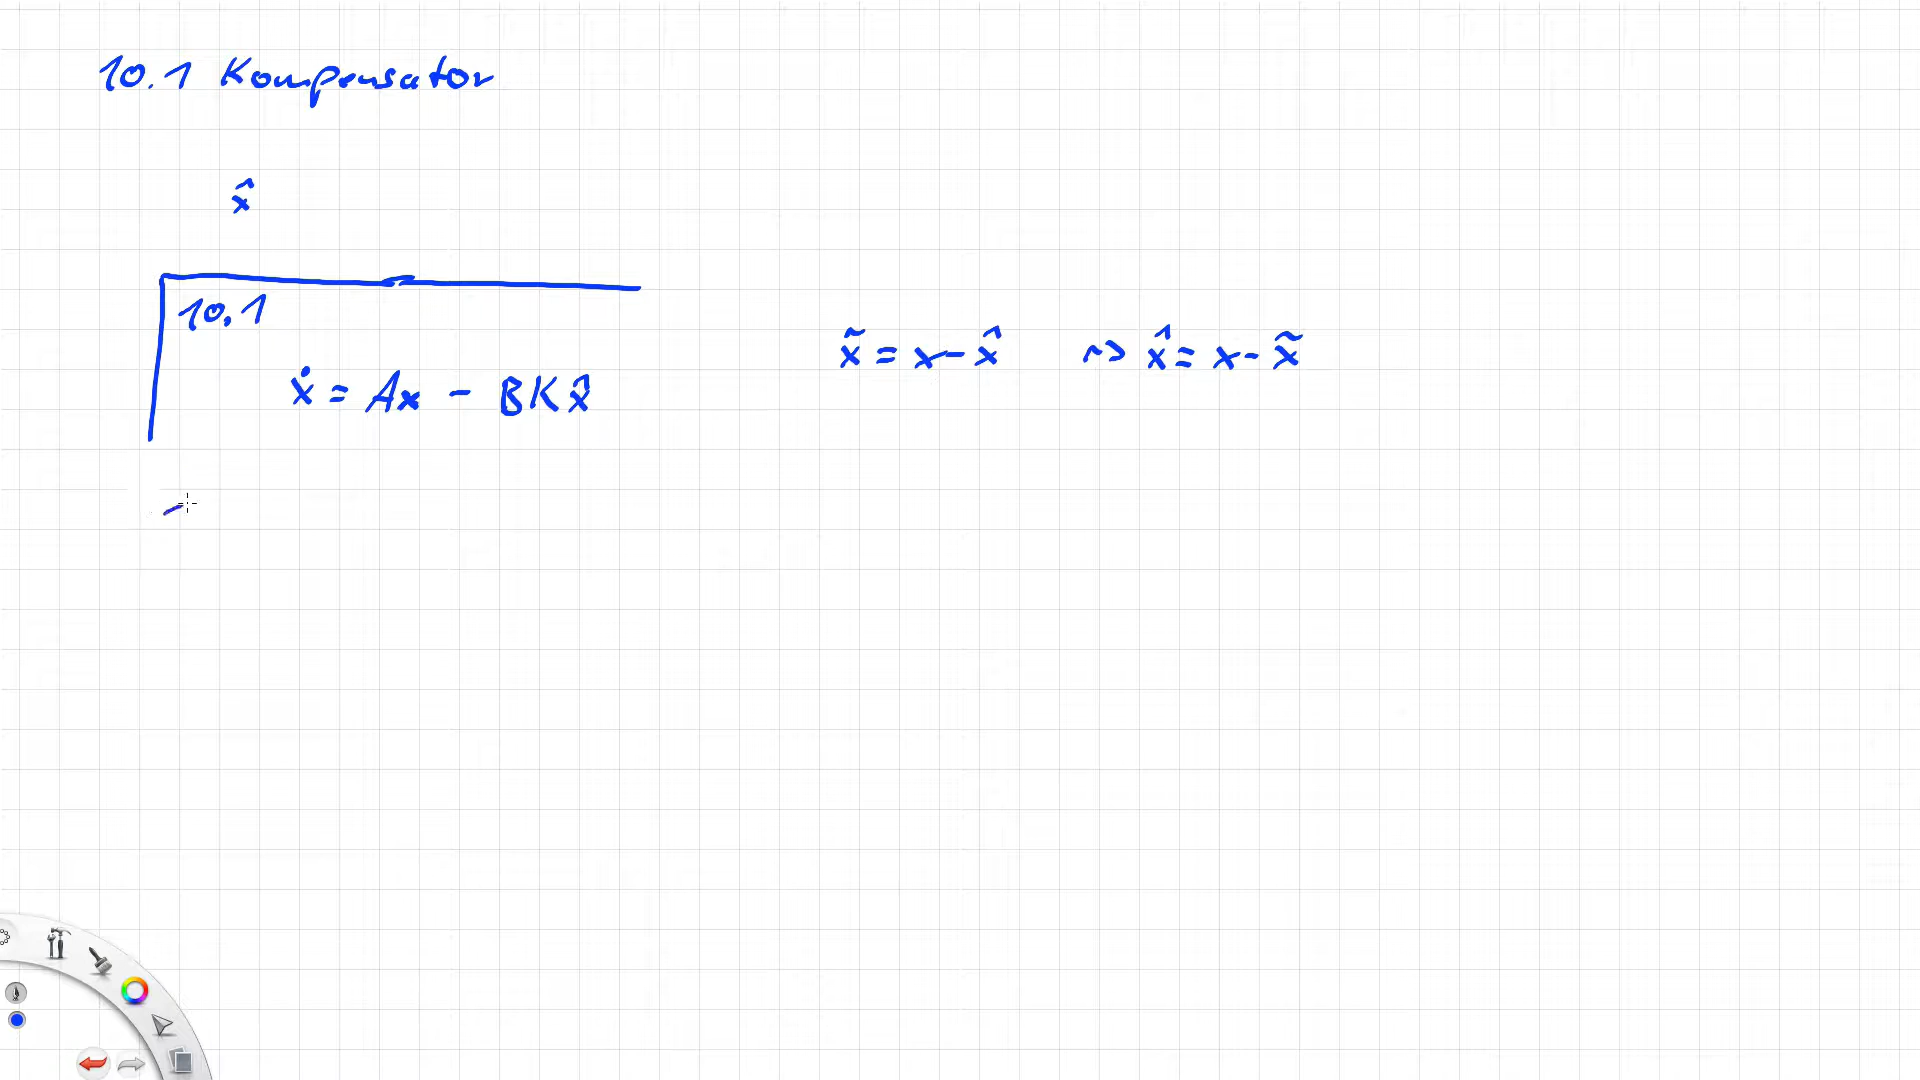 10.1 Kompensator
x̂
10.1
ẋ = Ax - BKx̂
x̃ = x - x̂ ⇝ x̂ = x - x̃